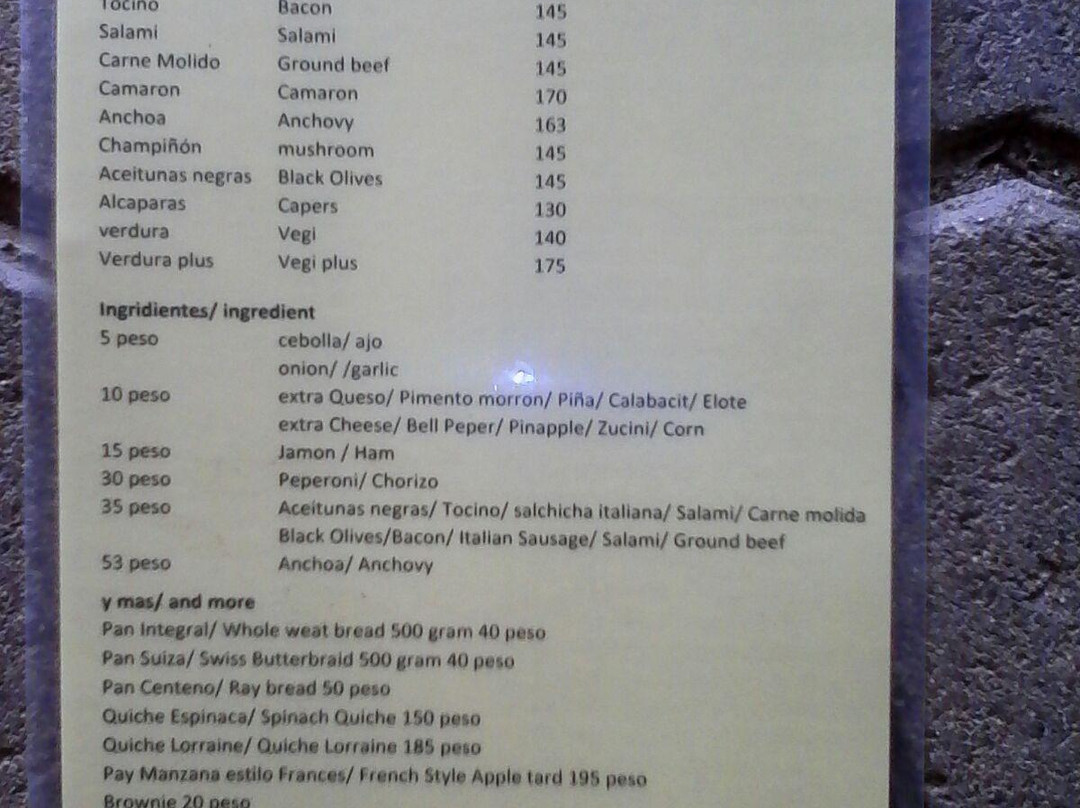 Tocino Bacon 145
Salami Salami 145
Carne Molido Ground beef 145
Camaron Camaron 170
Anchoa Anchovy 163
Champiñón mushroom 145
Aceitunas negras Black Olives 145
Alcaparas Capers 130
verdura Vegi 140
Verdura plus Vegi plus 175
Ingridientes/ ingredient
5 peso cebolla/ ajo
onion/ /garlic
10 peso extra Queso/ Pimento morron/ Piña/ Calabacit/ Elote
extra Cheese/ Bell Peper/ Pinapple/ Zucini/ Corn
15 peso Jamon / Ham
30 peso Peperoni/ Chorizo
35 peso Aceitunas negras/ Tocino/ salchicha italiana/ Salami/ Carne molida
Black Olives/Bacon/ Italian Sausage/ Salami/ Ground beef
53 peso Anchoa/ Anchovy
y mas/ and more
Pan Integral/ Whole weat bread 500 gram 40 peso
Pan Suiza/ Swiss Butterbraid 500 gram 40 peso
Pan Centeno/ Ray bread 50 peso
Quiche Espinaca/ Spinach Quiche 150 peso
Quiche Lorraine/ Quiche Lorraine 185 peso
Pay Manzana estilo Frances/ French Style Apple tard 195 peso
Brownie 20 peso